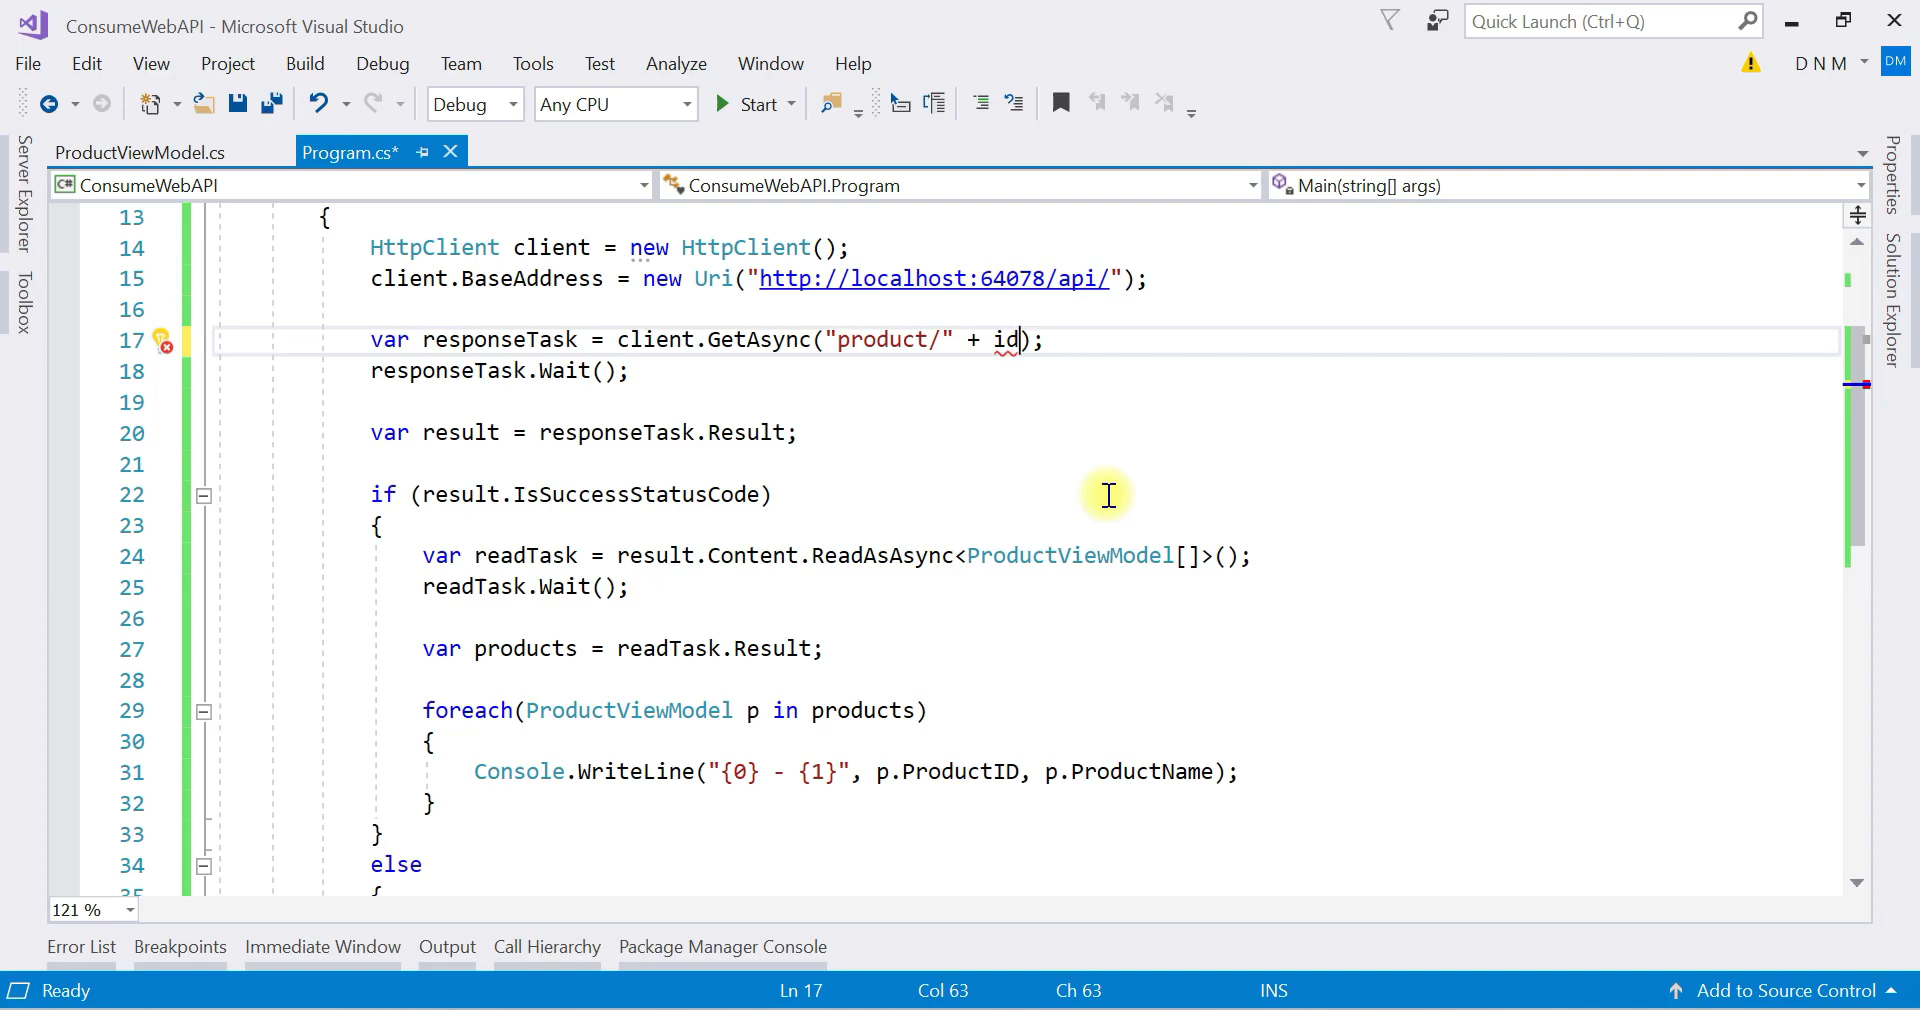 ConsumeWebAPI - Microsoft Visual Studio
Quick Launch (Ctrl+Q)
File Edit View Project Build Debug Team Tools Test Analyze Window Help
D N M DM
Debug Any CPU Start
Server Explorer
Toolbox
Properties
Solution Explorer
ProductViewModel.cs Program.cs*
C# ConsumeWebAPI ConsumeWebAPI.Program Main(string[] args)
13 {
14 HttpClient client = new HttpClient();
15 client.BaseAddress = new Uri("http://localhost:64078/api/");
16
17 var responseTask = client.GetAsync("product/" + id);
18 responseTask.Wait();
19
20 var result = responseTask.Result;
21
22 if (result.IsSuccessStatusCode)
23 {
24 var readTask = result.Content.ReadAsAsync<ProductViewModel[]>();
25 readTask.Wait();
26
27 var products = readTask.Result;
28
29 foreach(ProductViewModel p in products)
30 {
31 Console.WriteLine("{0} - {1}", p.ProductID, p.ProductName);
32 }
33 }
34 else
35 {
121 %
Error List Breakpoints Immediate Window Output Call Hierarchy Package Manager Console
Ready Ln 17 Col 63 Ch 63 INS Add to Source Control